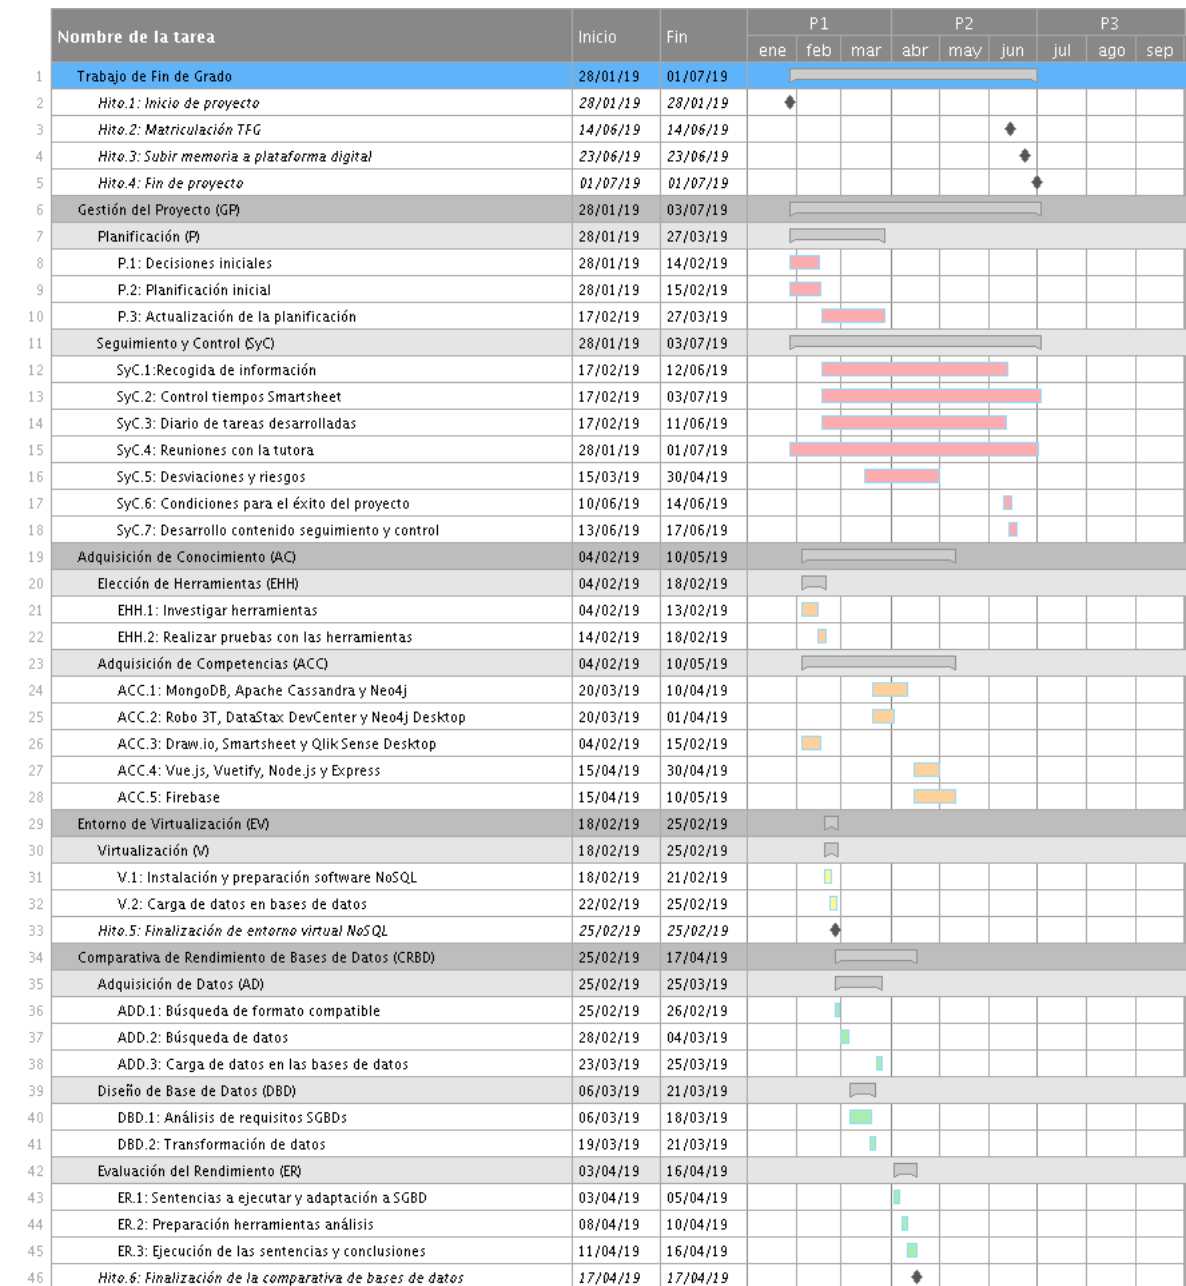 Nombre de la tarea Inicio Fin P1 P2 P3
ene feb mar abr may jun jul ago sep
1 Trabajo de Fin de Grado 28/01/19 01/07/19
2 Hito.1: Inicio de proyecto 28/01/19 28/01/19
3 Hito.2: Matriculación TFG 14/06/19 14/06/19
4 Hito.3: Subir memoria a plataforma digital 23/06/19 23/06/19
5 Hito.4: Fin de proyecto 01/07/19 01/07/19
6 Gestión del Proyecto (GP) 28/01/19 03/07/19
7 Planificación (P) 28/01/19 27/03/19
8 P.1: Decisiones iniciales 28/01/19 14/02/19
9 P.2: Planificación inicial 28/01/19 15/02/19
10 P.3: Actualización de la planificación 17/02/19 27/03/19
11 Seguimiento y Control (SyC) 28/01/19 03/07/19
12 SyC.1:Recogida de información 17/02/19 12/06/19
13 SyC.2: Control tiempos Smartsheet 17/02/19 03/07/19
14 SyC.3: Diario de tareas desarrolladas 17/02/19 11/06/19
15 SyC.4: Reuniones con la tutora 28/01/19 01/07/19
16 SyC.5: Desviaciones y riesgos 15/03/19 30/04/19
17 SyC.6: Condiciones para el éxito del proyecto 10/06/19 14/06/19
18 SyC.7: Desarrollo contenido seguimiento y control 13/06/19 17/06/19
19 Adquisición de Conocimiento (AC) 04/02/19 10/05/19
20 Elección de Herramientas (EHH) 04/02/19 18/02/19
21 EHH.1: Investigar herramientas 04/02/19 13/02/19
22 EHH.2: Realizar pruebas con las herramientas 14/02/19 18/02/19
23 Adquisición de Competencias (ACC) 04/02/19 10/05/19
24 ACC.1: MongoDB, Apache Cassandra y Neo4j 20/03/19 10/04/19
25 ACC.2: Robo 3T, DataStax DevCenter y Neo4j Desktop 20/03/19 01/04/19
26 ACC.3: Draw.io, Smartsheet y Qlik Sense Desktop 04/02/19 15/02/19
27 ACC.4: Vue.js, Vuetify, Node.js y Express 15/04/19 30/04/19
28 ACC.5: Firebase 15/04/19 10/05/19
29 Entorno de Virtualización (EV) 18/02/19 25/02/19
30 Virtualización (V) 18/02/19 25/02/19
31 V.1: Instalación y preparación software NoSQL 18/02/19 21/02/19
32 V.2: Carga de datos en bases de datos 22/02/19 25/02/19
33 Hito.5: Finalización de entorno virtual NoSQL 25/02/19 25/02/19
34 Comparativa de Rendimiento de Bases de Datos (CRBD) 25/02/19 17/04/19
35 Adquisición de Datos (AD) 25/02/19 25/03/19
36 ADD.1: Búsqueda de formato compatible 25/02/19 26/02/19
37 ADD.2: Búsqueda de datos 28/02/19 04/03/19
38 ADD.3: Carga de datos en las bases de datos 23/03/19 25/03/19
39 Diseño de Base de Datos (DBD) 06/03/19 21/03/19
40 DBD.1: Análisis de requisitos SGBDs 06/03/19 18/03/19
41 DBD.2: Transformación de datos 19/03/19 21/03/19
42 Evaluación del Rendimiento (ER) 03/04/19 16/04/19
43 ER.1: Sentencias a ejecutar y adaptación a SGBD 03/04/19 05/04/19
44 ER.2: Preparación herramientas análisis 08/04/19 10/04/19
45 ER.3: Ejecución de las sentencias y conclusiones 11/04/19 16/04/19
46 Hito.6: Finalización de la comparativa de bases de datos 17/04/19 17/04/19